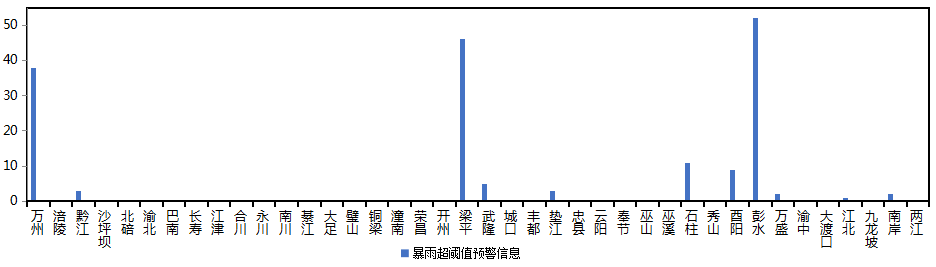 50
40
30
20
10
0
万州
涪陵
黔江
沙坪坝
北碚
渝北
巴南
长寿
江津
合川
永川
南川
綦江
大足
璧山
铜梁
潼南
荣昌
开州
梁平
武隆
城口
丰都
垫江
忠县
云阳
奉节
巫山
巫溪
石柱
秀山
酉阳
彭水
万盛
渝中
大渡口
江北
九龙坡
南岸
两江
暴雨超阈值预警信息